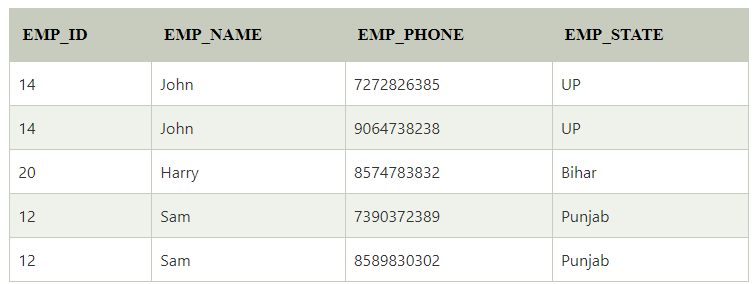 EMP_ID EMP_NAME EMP_PHONE EMP_STATE
14 John 7272826385 UP
14 John 9064738238 UP
20 Harry 8574783832 Bihar
12 Sam 7390372389 Punjab
12 Sam 8589830302 Punjab